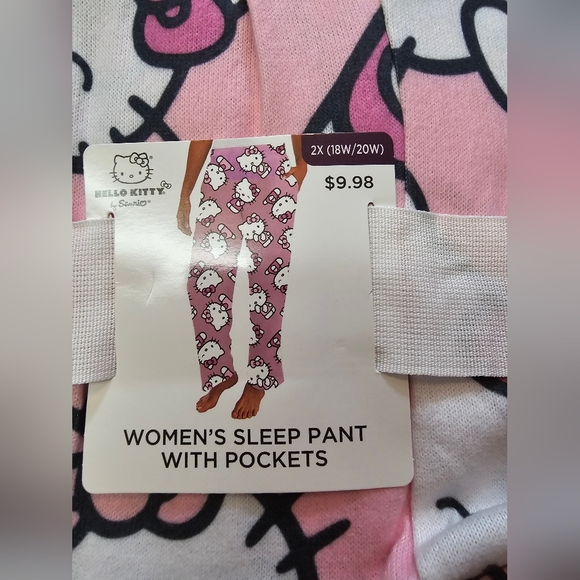 2X (18W/20W)
$9.98
HELLO KITTY®
by Sanrio®
WOMEN'S SLEEP PANT
WITH POCKETS